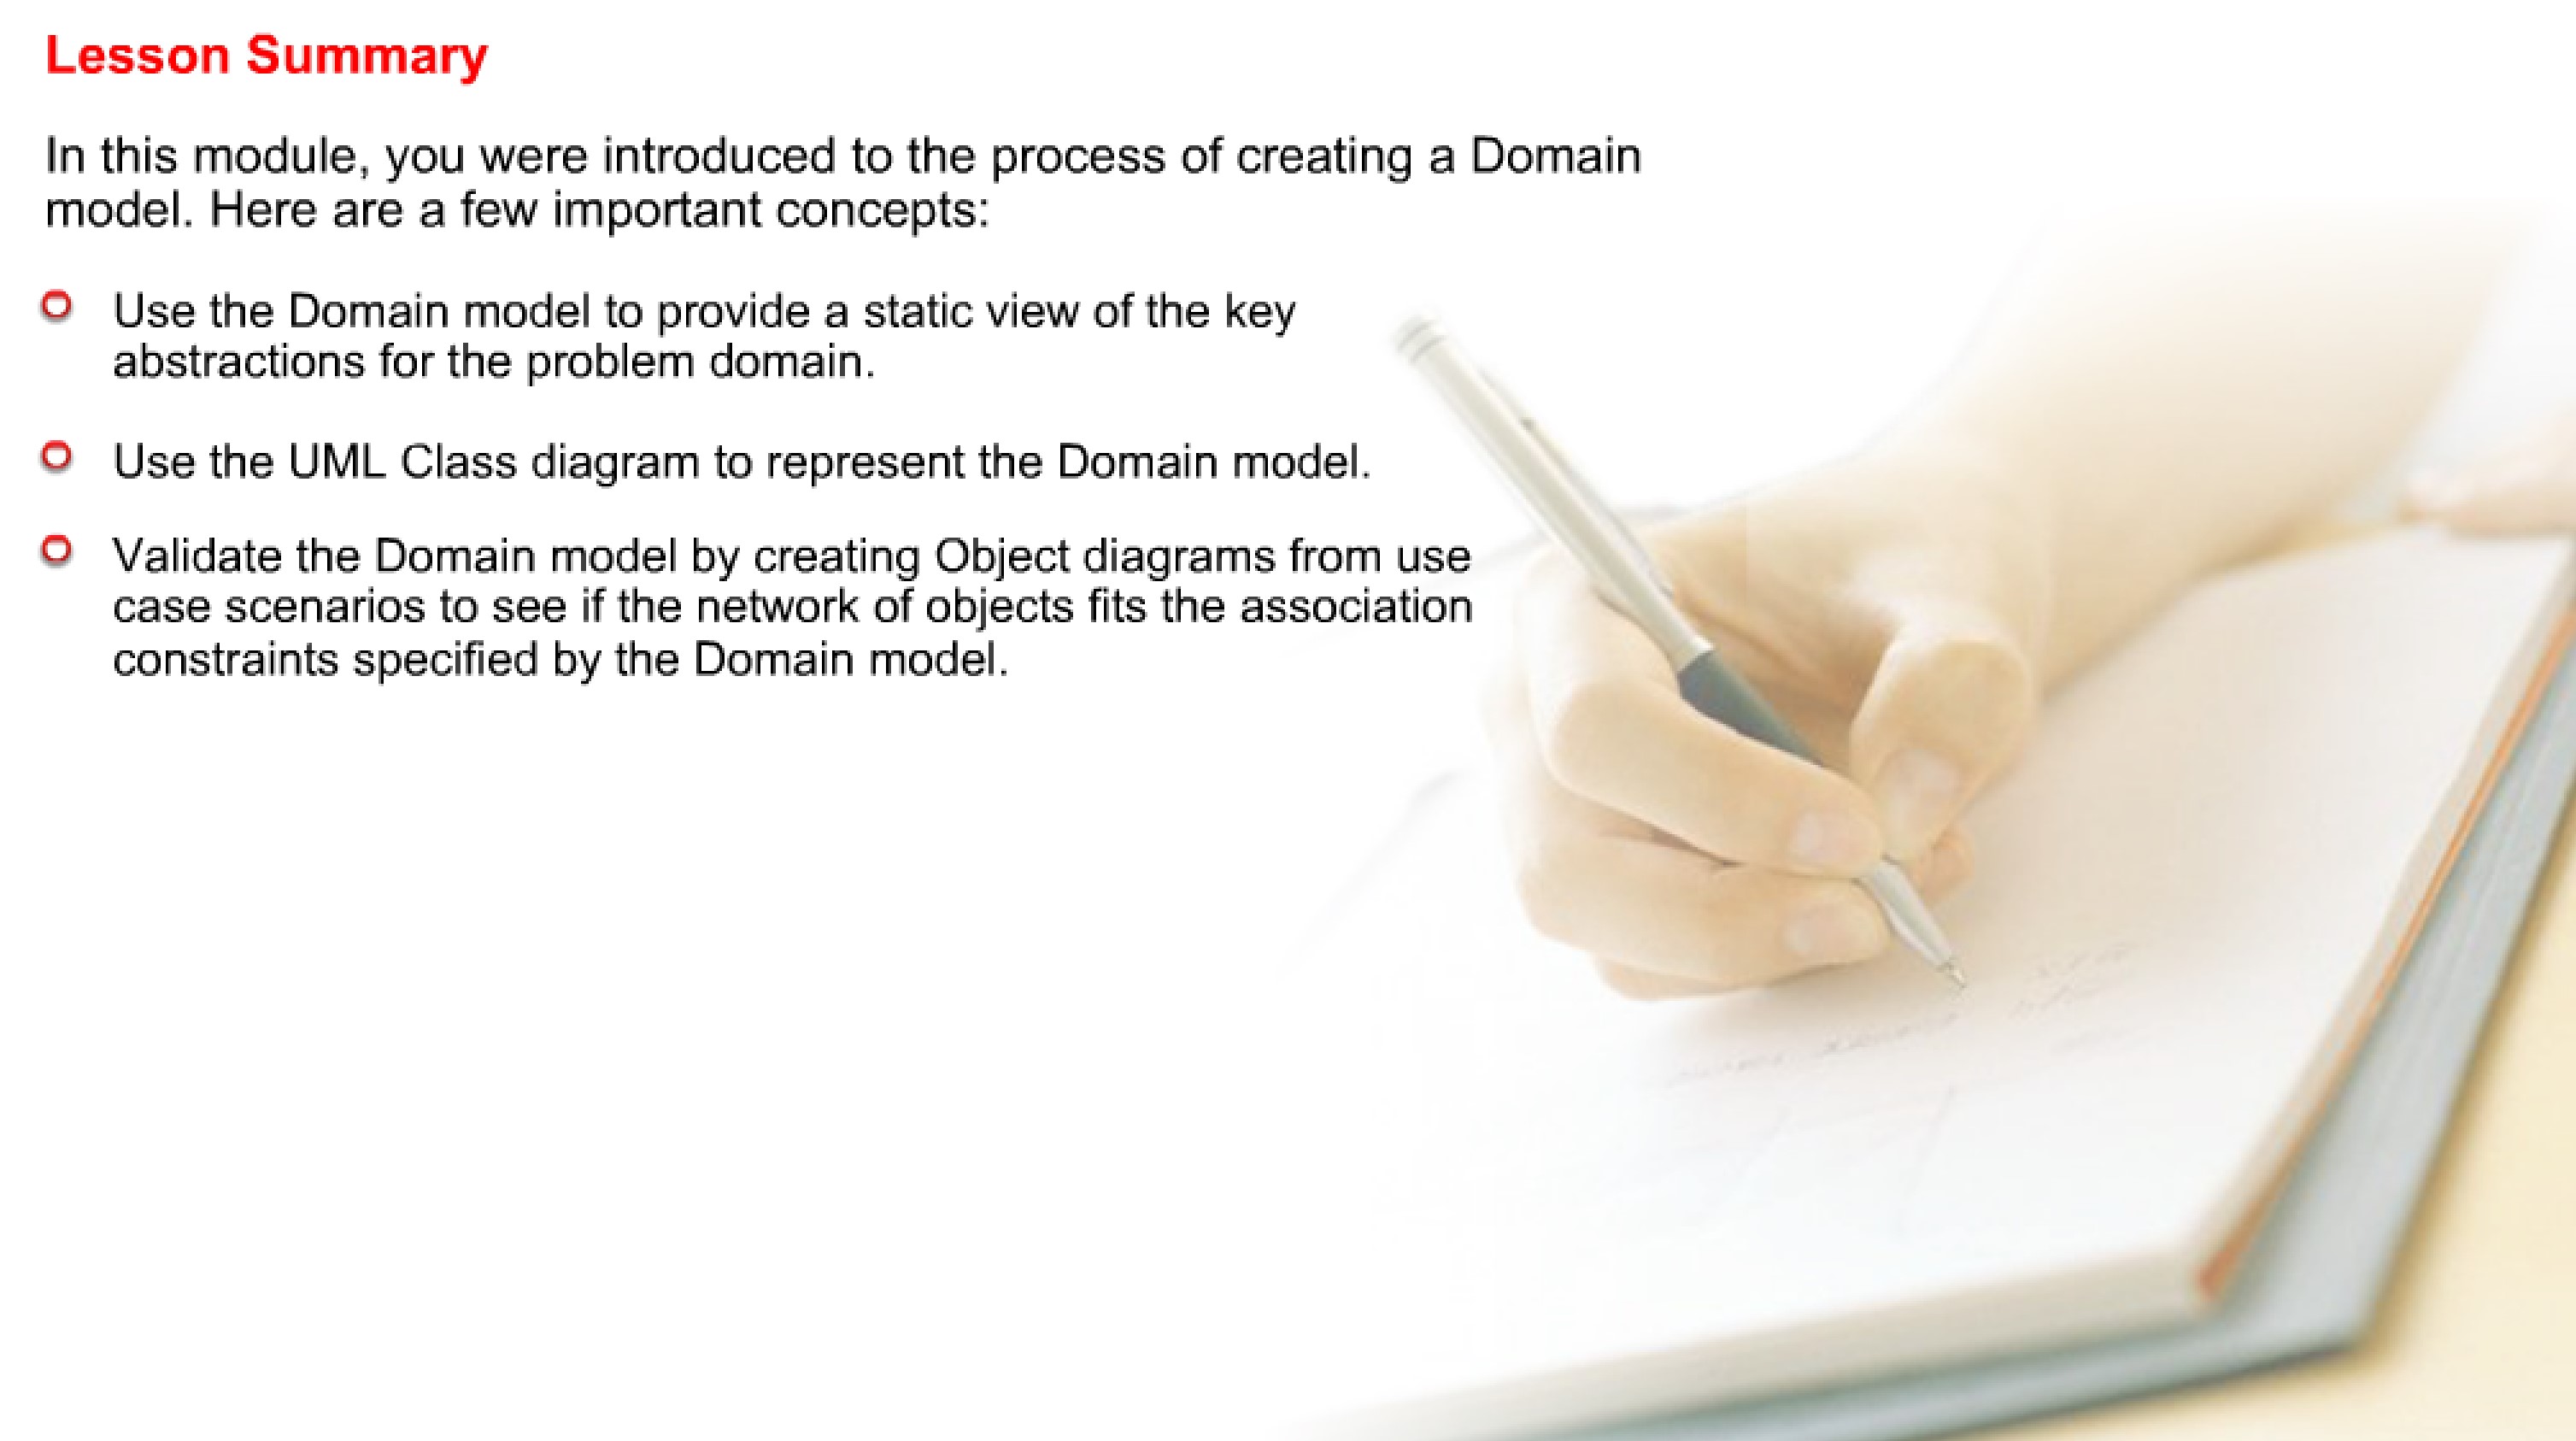 Lesson Summary
In this module, you were introduced to the process of creating a Domain
model. Here are a few important concepts:
Use the Domain model to provide a static view of the key
abstractions for the problem domain.
Use the UML Class diagram to represent the Domain model.
Validate the Domain model by creating Object diagrams from use
case scenarios to see if the network of objects fits the association
constraints specified by the Domain model.